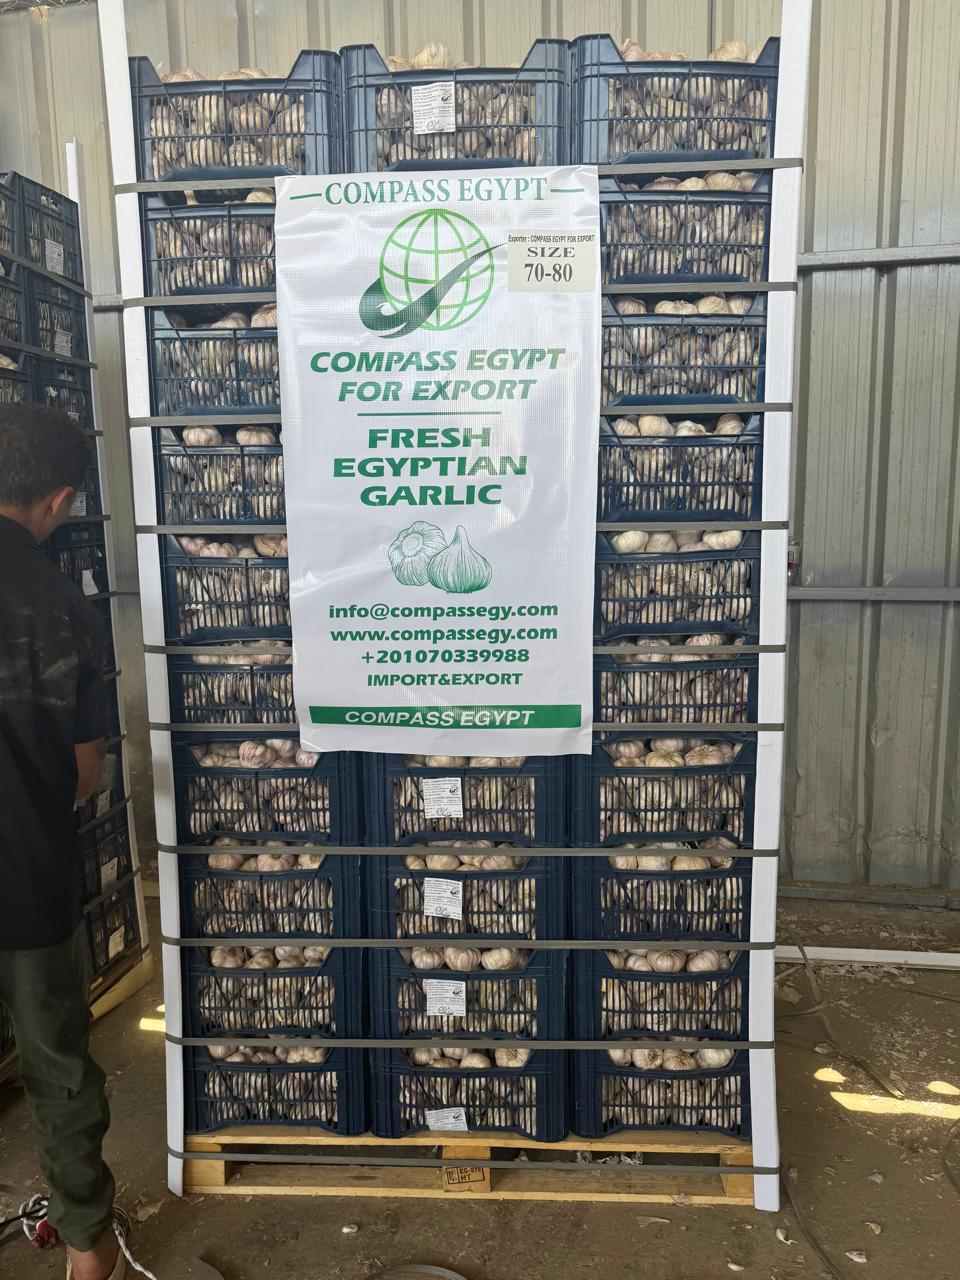 COMPASS EGYPT
Exporter : COMPASS EGYPT FOR EXPORT
SIZE
70-80
COMPASS EGYPT
FOR EXPORT
FRESH
EGYPTIAN
GARLIC
info@compassegy.com
www.compassegy.com
+201070339988
IMPORT&EXPORT
COMPASS EGYPT
HT